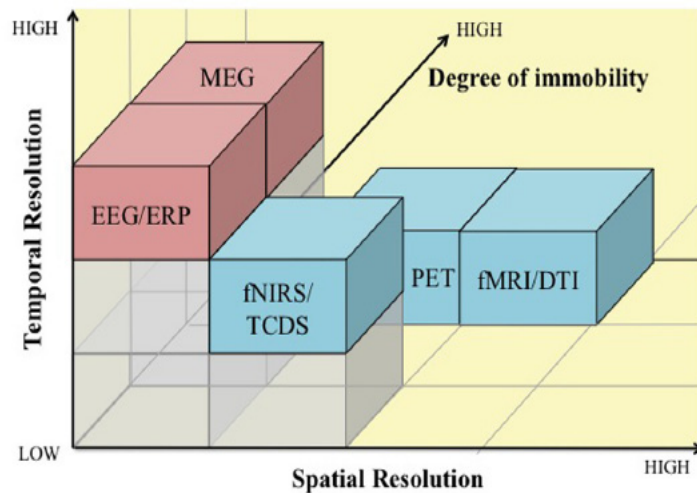 HIGH
HIGH
MEG
Degree of immobility
Temporal Resolution
EEG/ERP
PET
fMRI/DTI
fNIRS/
TCDS
LOW
HIGH
Spatial Resolution